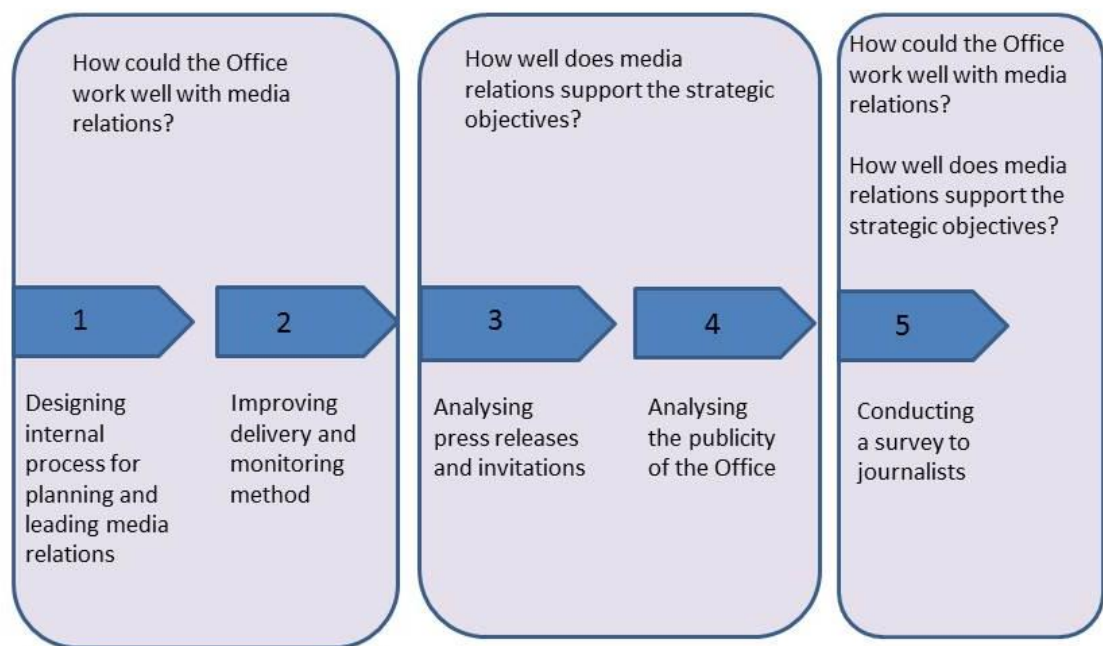 How could the Office
work well with media
relations?
How well does media
relations support the strategic
objectives?
How could the Office
work well with media
relations?
How well does media
relations support the
strategic objectives?
1
2
3
4
5
Designing
internal
process for
planning and
leading media
relations
Improving
delivery and
monitoring
method
Analysing
press releases
and invitations
Analysing
the publicity
of the Office
Conducting
a survey to
journalists